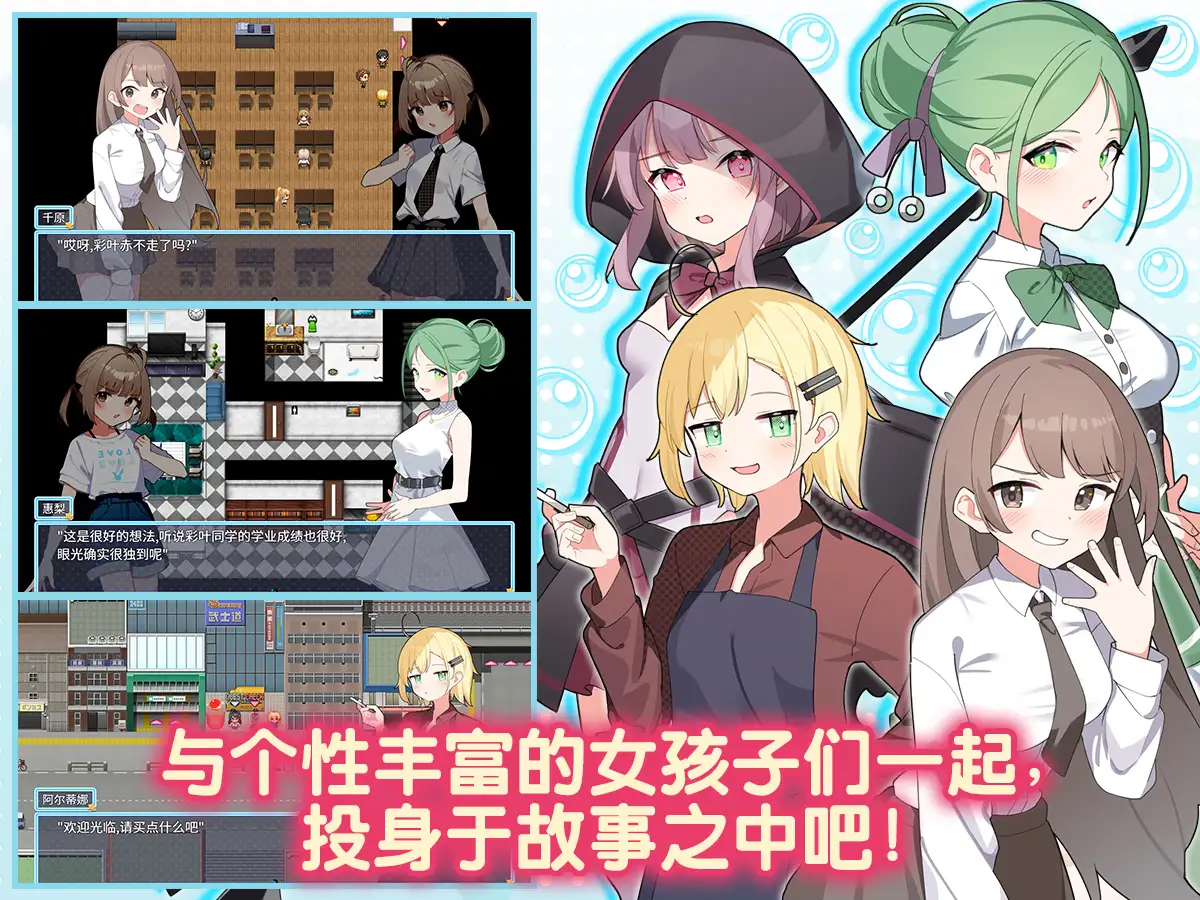 千原
"哎呀,彩叶赤不走了吗?"
LOVE
惠梨
"这是很好的想法,听说彩叶同学的学业成绩也很好,
眼光确实很独到呢"
武士道
阿尔蒂娜
"欢迎光临,请买点什么吧"
与个性丰富的女孩子们一起,
投身于故事之中吧!